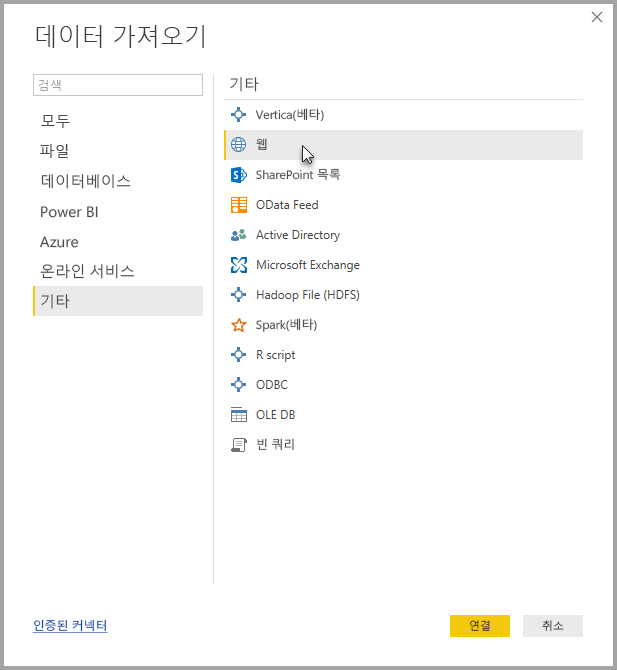 데이터 가져오기
검색
모두
파일
데이터베이스
Power BI
Azure
온라인 서비스
기타
기타
Vertica(베타)
웹
SharePoint 목록
OData Feed
Active Directory
Microsoft Exchange
Hadoop File (HDFS)
Spark(베타)
R script
ODBC
OLE DB
빈 쿼리
인증된 커넥터
연결
취소